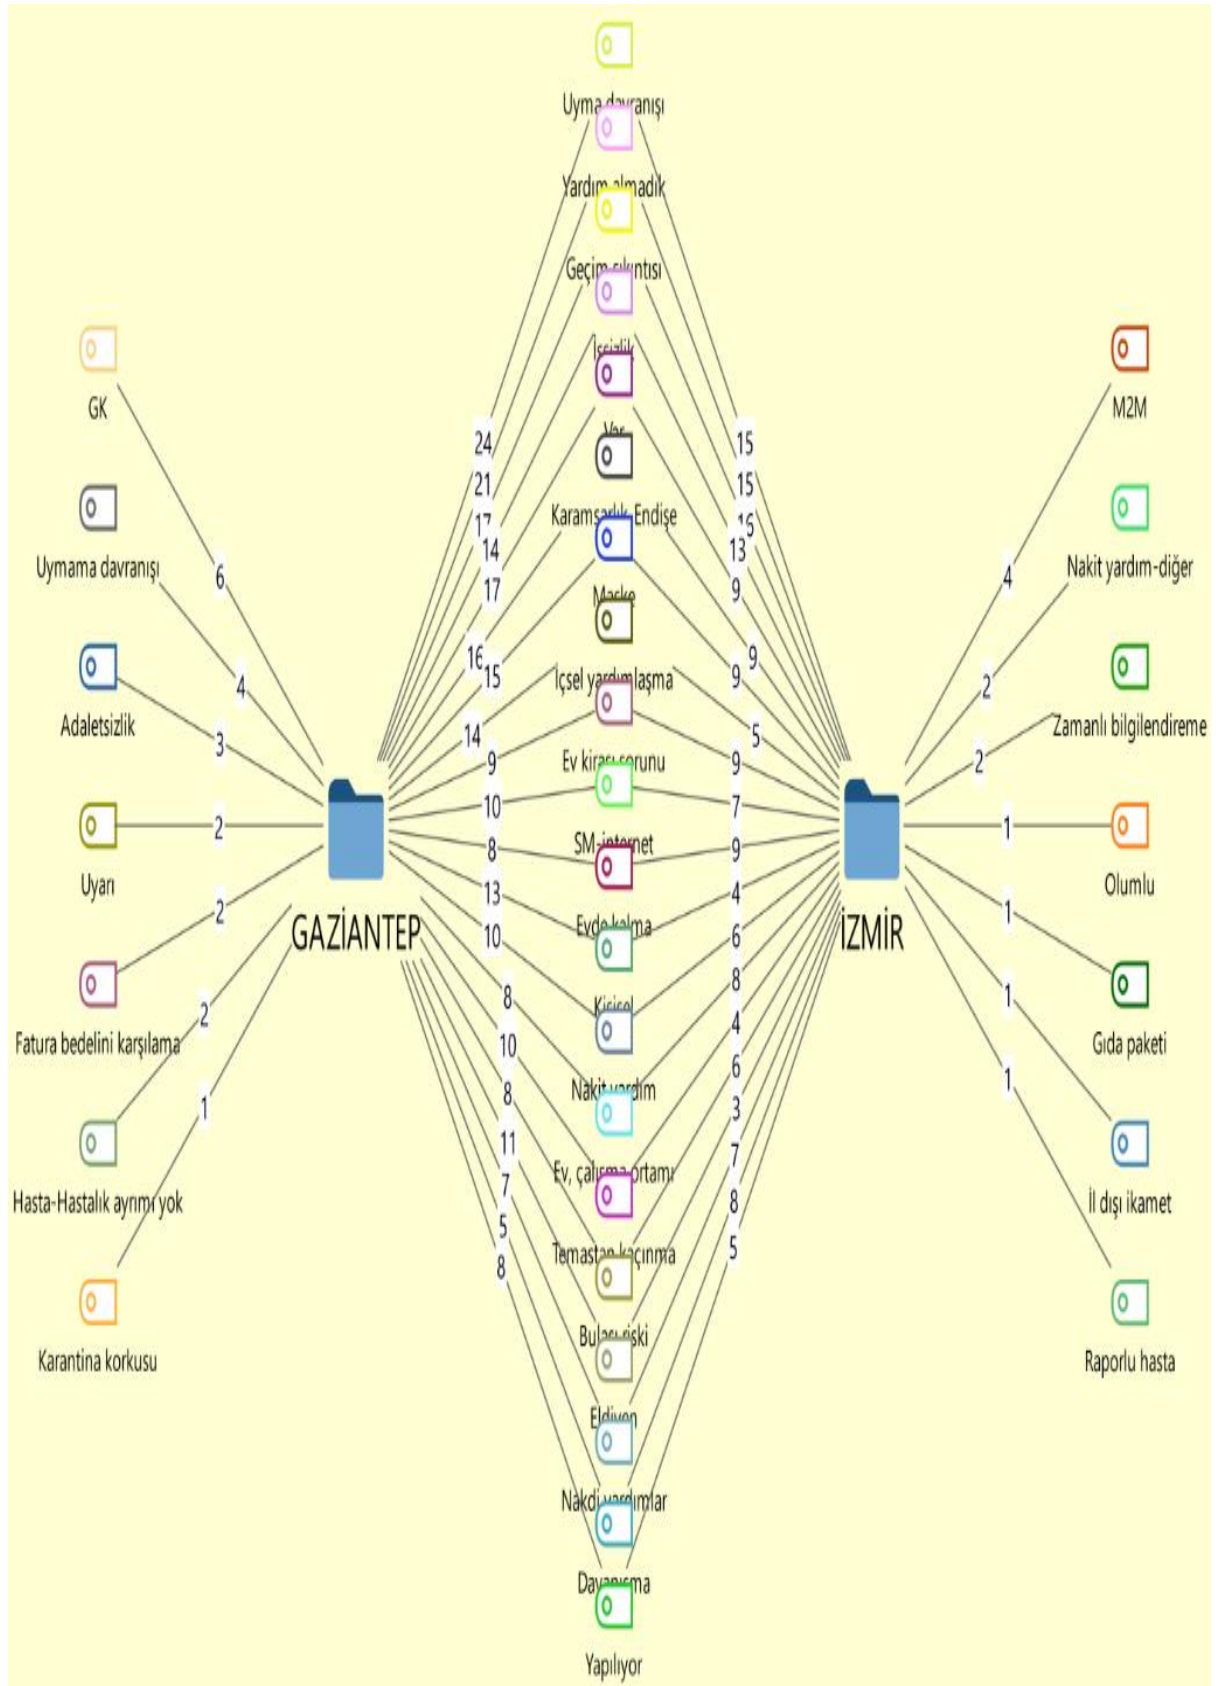 Uyma davranışı
Yardım almadık
Geçim sıkıntısı
İşsizlik
Var
Karamsarlık-Endişe
Maske
İçsel yardımlaşma
Ev kirası sorunu
SM-internet
Evde kalma
Kişisel
Nakit yardım
Ev, çalışma ortamı
Temastan kaçınma
Bulaş riski
Eldiven
Nakdi yardımlar
Dayanışma
Yapılıyor
GK
Uymama davranışı
Adaletsizlik
Uyarı
Fatura bedelini karşılama
Hasta-Hastalık ayrımı yok
Karantina korkusu
6
4
3
2
2
2
1
GAZİANTEP
24
21
17
14
17
16
15
14
9
10
8
13
10
8
10
8
11
7
5
8
15
15
16
13
9
9
9
5
9
7
9
4
6
8
4
6
3
7
8
5
İZMİR
4
2
2
1
1
1
1
M2M
Nakit yardım-diğer
Zamanlı bilgilendireme
Olumlu
Gıda paketi
İl dışı ikamet
Raporlu hasta